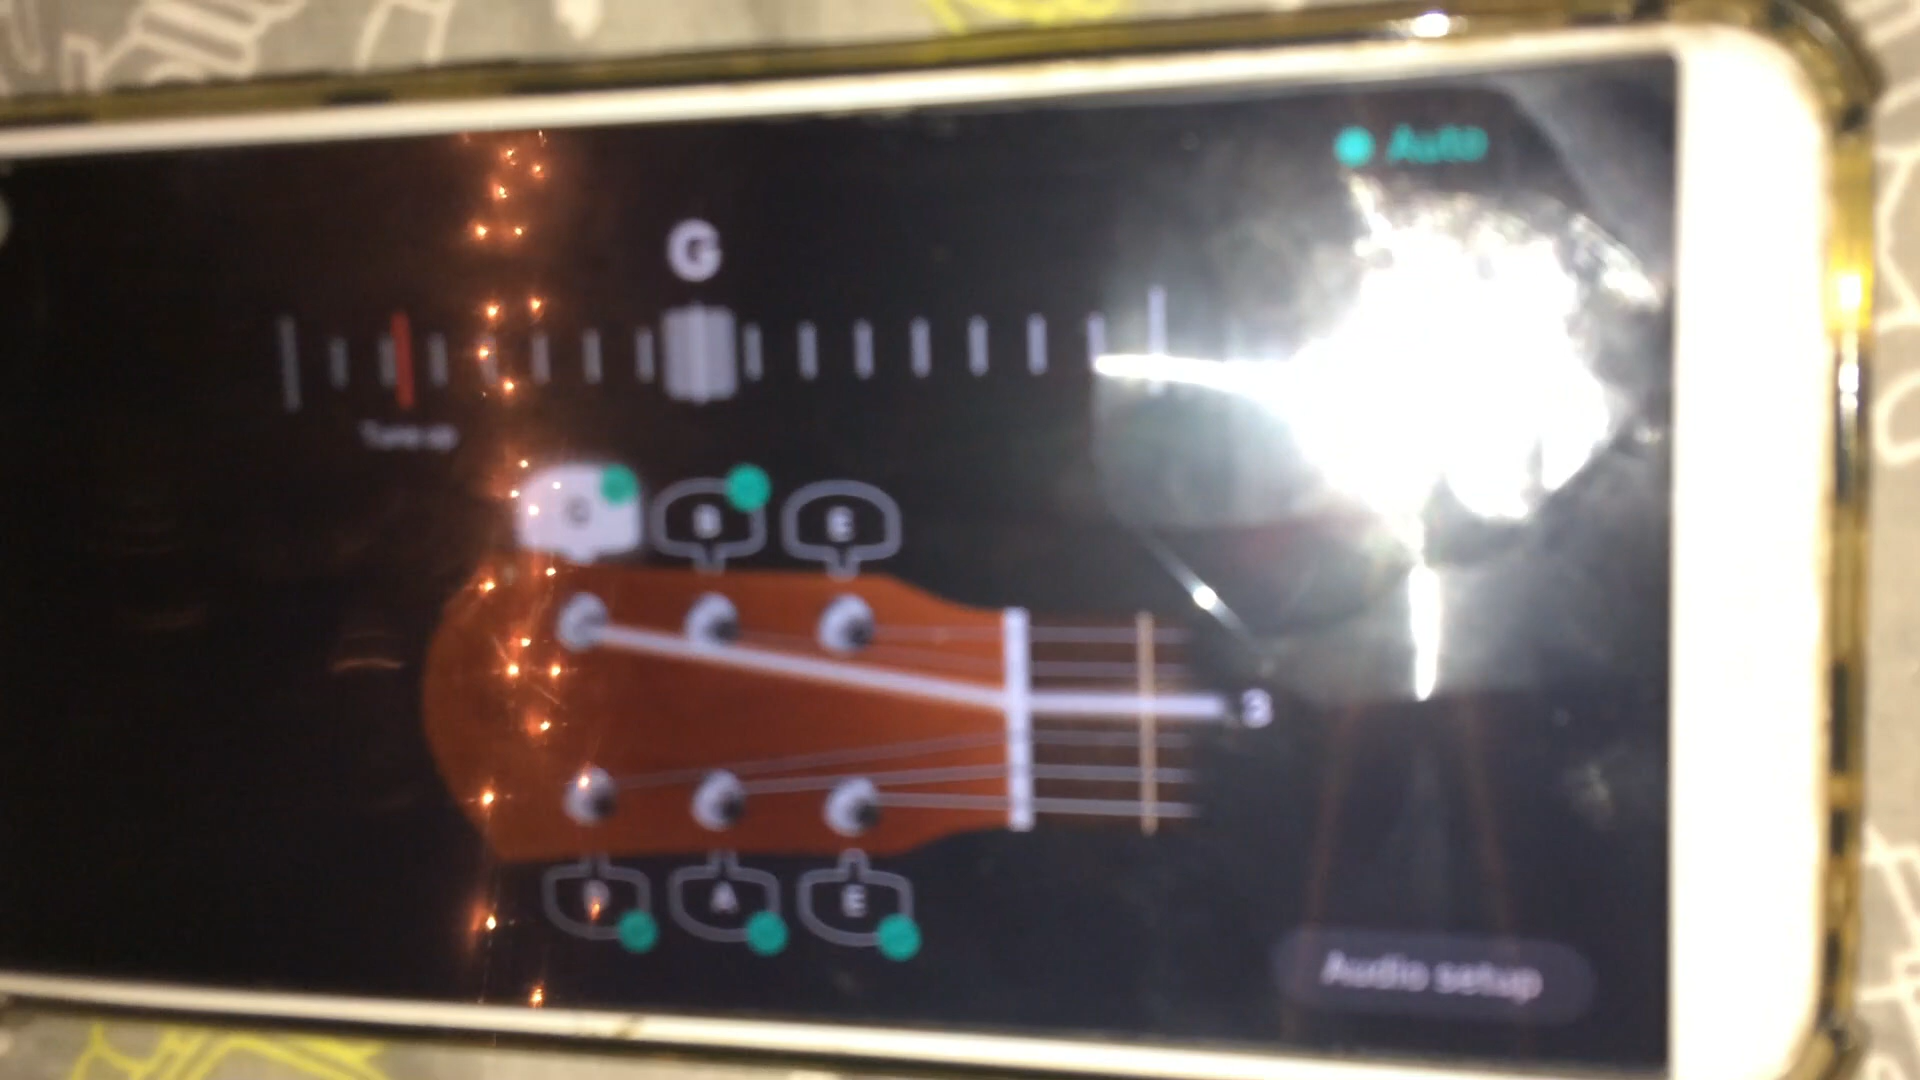 Auto
G
Tune up
G B E
3
D A E
Audio setup